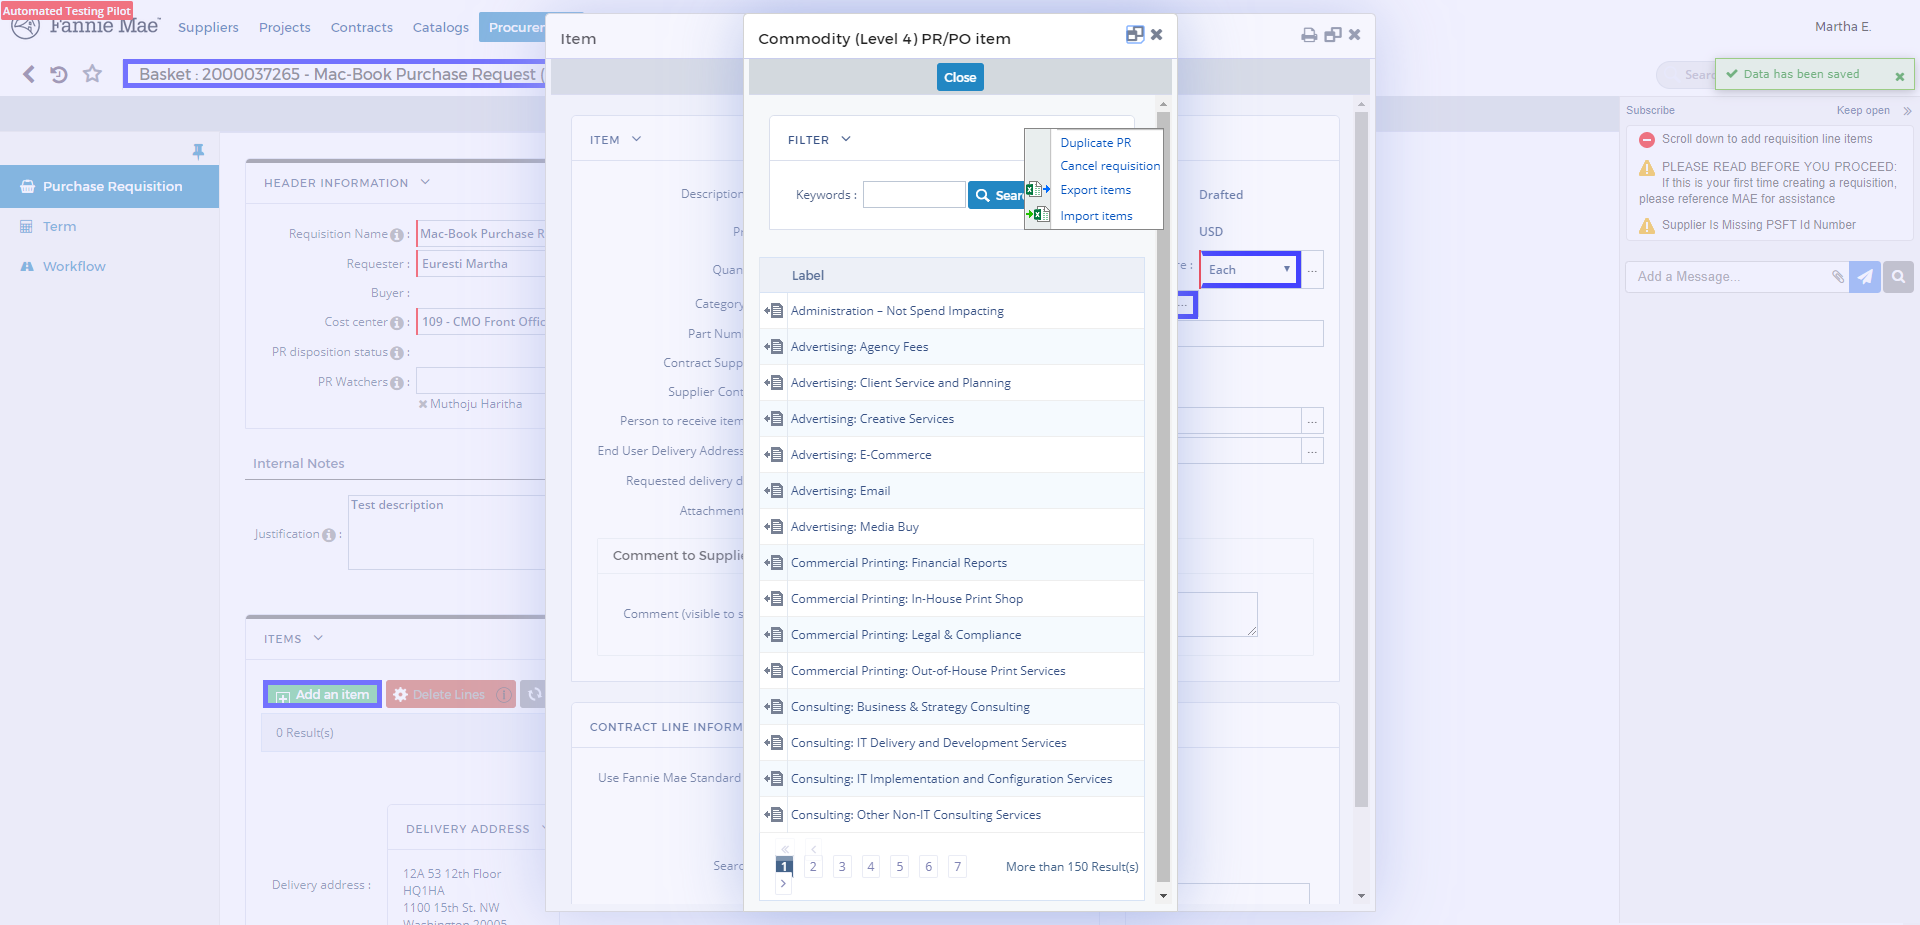 Automated Testing Pilot
Fannie Mae
Suppliers
Projects
Contracts
Catalogs
Procurem
Martha E.
Basket : 2000037265 - Mac-Book Purchase Request (
Data has been saved
Purchase Requisition
Term
Workflow
HEADER INFORMATION
Requisition Name :
Mac-Book Purchase R
Requester :
Euresti Martha
Buyer :
Cost center :
109 - CMO Front Offic
PR disposition status :
PR Watchers :
Muthoju Haritha
Internal Notes
Justification :
Test description
ITEMS
Add an item
Delete Lines
0 Result(s)
DELIVERY ADDRESS
Delivery address :
12A 53 12th Floor
HQ1HA
1100 15th St. NW
Washington 20005
Item
ITEM
Description
Drafted
USD
Quan
re :
Each
...
Category
...
Part Num
Contract Supp
Supplier Cont
Person to receive item
...
End User Delivery Address
...
Requested delivery d
Attachment
Comment to Supplie
Comment (visible to s
CONTRACT LINE INFORM
Use Fannie Mae Standard
Searc
Commodity (Level 4) PR/PO item
Close
FILTER
Keywords :
Sear
Duplicate PR
Cancel requisition
Export items
Import items
Label
Administration – Not Spend Impacting
Advertising: Agency Fees
Advertising: Client Service and Planning
Advertising: Creative Services
Advertising: E-Commerce
Advertising: Email
Advertising: Media Buy
Commercial Printing: Financial Reports
Commercial Printing: In-House Print Shop
Commercial Printing: Legal & Compliance
Commercial Printing: Out-of-House Print Services
Consulting: Business & Strategy Consulting
Consulting: IT Delivery and Development Services
Consulting: IT Implementation and Configuration Services
Consulting: Other Non-IT Consulting Services
1 2 3 4 5 6 7
More than 150 Result(s)
Subscribe
Keep open
Scroll down to add requisition line items
PLEASE READ BEFORE YOU PROCEED:
If this is your first time creating a requisition,
please reference MAE for assistance
Supplier Is Missing PSFT Id Number
Add a Message...